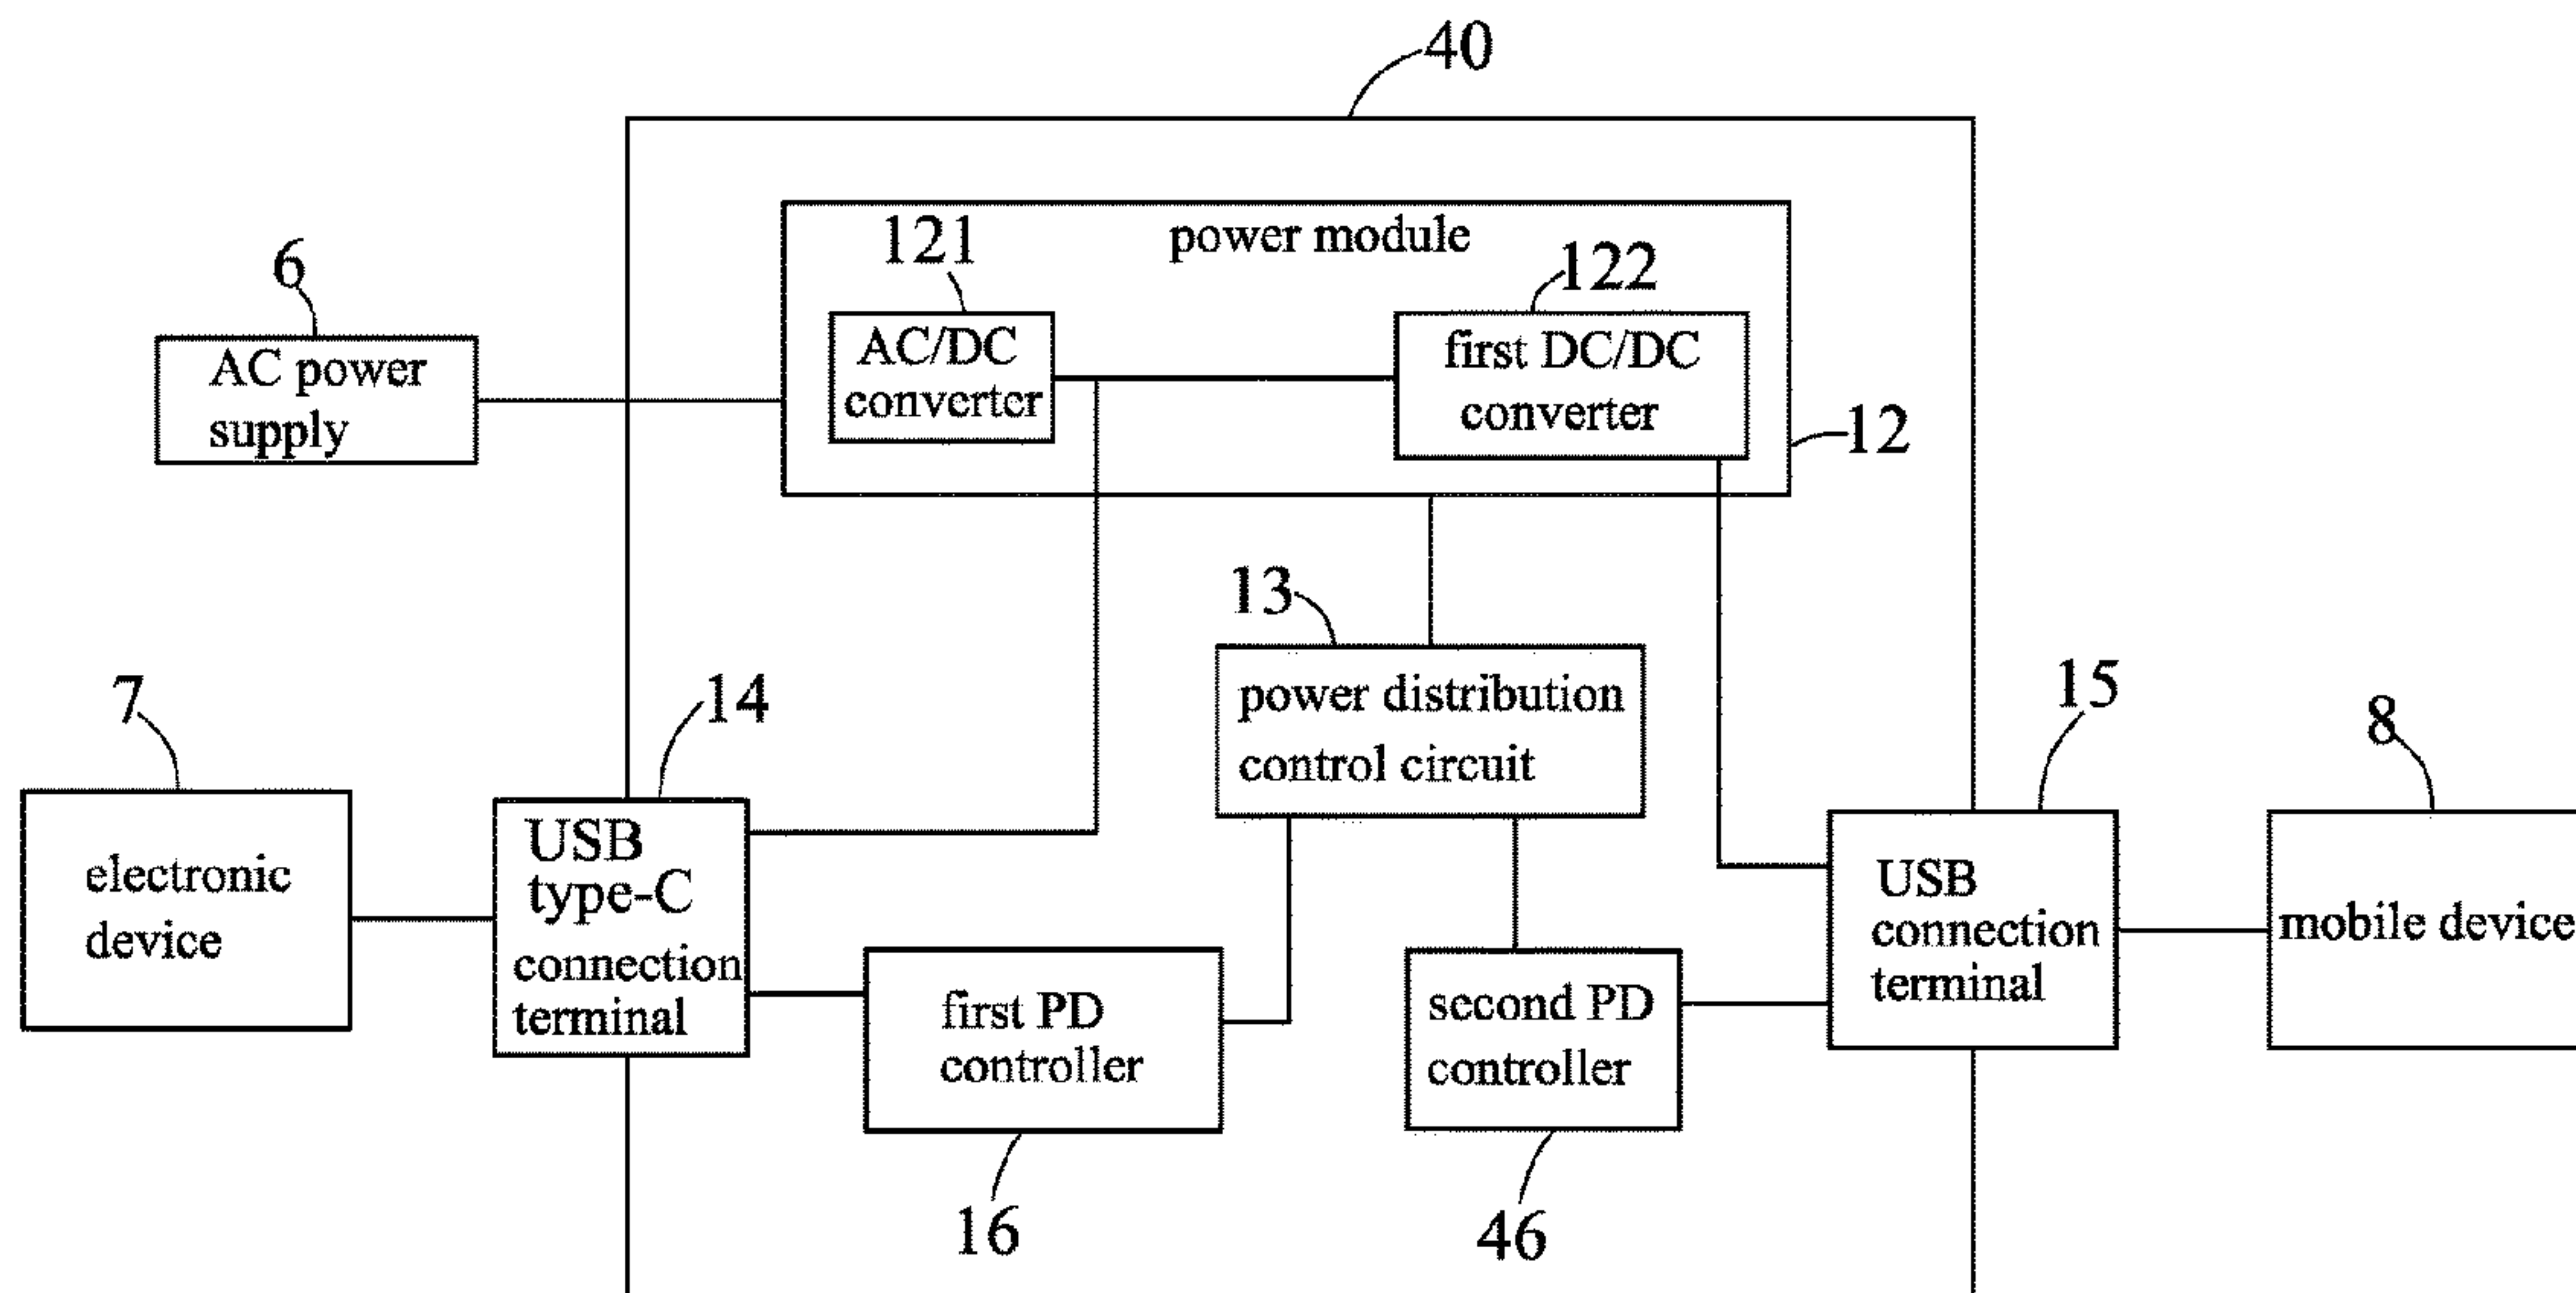 40
power module
121
122
6
AC/DC
converter
first DC/DC
converter
AC power
supply
12
13
7
14
power distribution
control circuit
15
8
electronic
device
USB
type-C
connection
terminal
USB
connection
terminal
mobile device
first PD
controller
second PD
controller
16
46